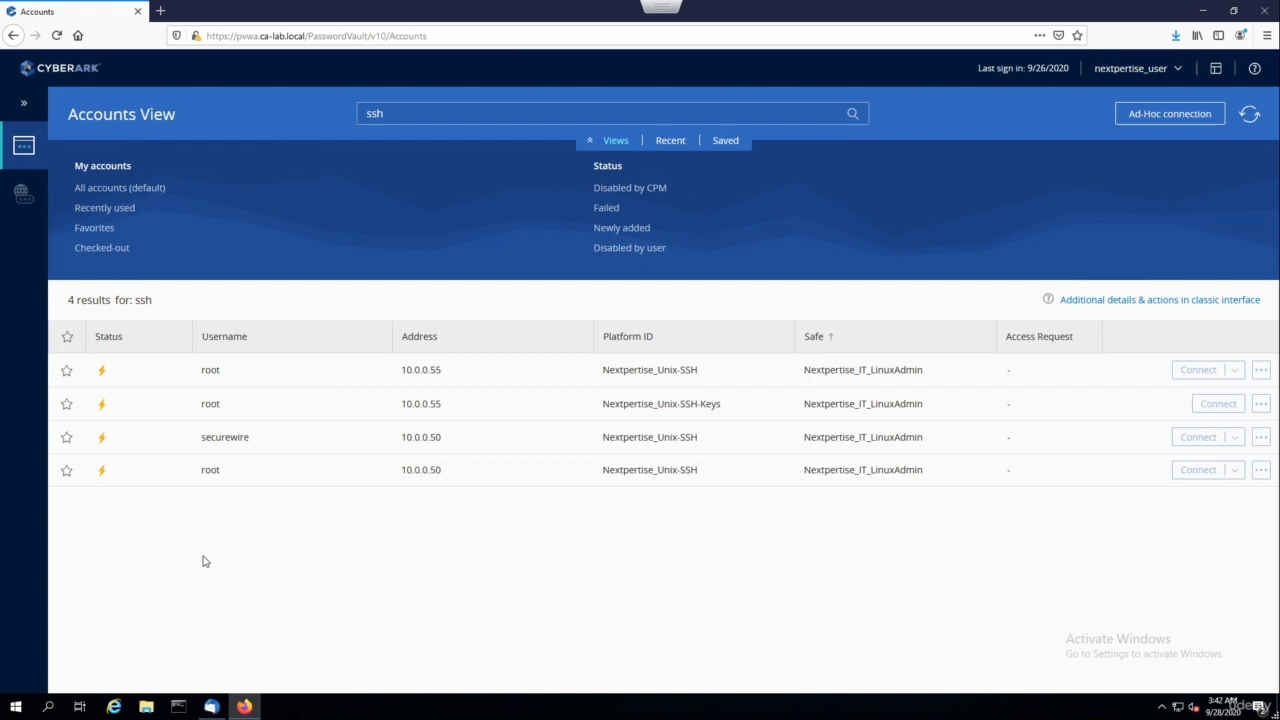 Accounts
https://pvwa.ca-lab.local/PasswordVault/v10/Accounts
CYBERARK
Last sign in: 9/26/2020
nextpertise_user
Accounts View
ssh
Ad-Hoc connection
Views
Recent
Saved
My accounts
All accounts (default)
Recently used
Favorites
Checked-out
Status
Disabled by CPM
Failed
Newly added
Disabled by user
4 results for: ssh
Additional details & actions in classic interface
Status Username Address Platform ID Safe Access Request
root 10.0.0.55 Nextpertise_Unix-SSH Nextpertise_IT_LinuxAdmin - Connect
root 10.0.0.55 Nextpertise_Unix-SSH-Keys Nextpertise_IT_LinuxAdmin - Connect
securewire 10.0.0.50 Nextpertise_Unix-SSH Nextpertise_IT_LinuxAdmin - Connect
root 10.0.0.50 Nextpertise_Unix-SSH Nextpertise_IT_LinuxAdmin - Connect
Activate Windows
Go to Settings to activate Windows.
3:42 AM
9/28/2020